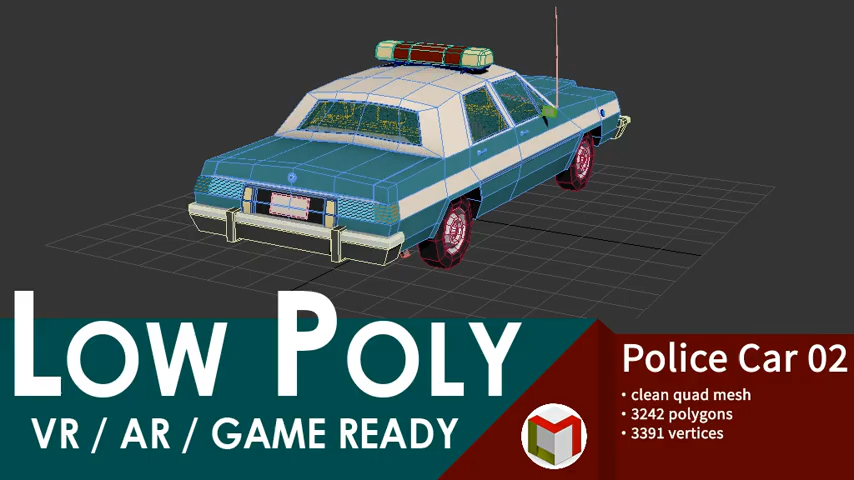 LOW POLY
VR / AR / GAME READY
Police Car 02
• clean quad mesh
• 3242 polygons
• 3391 vertices